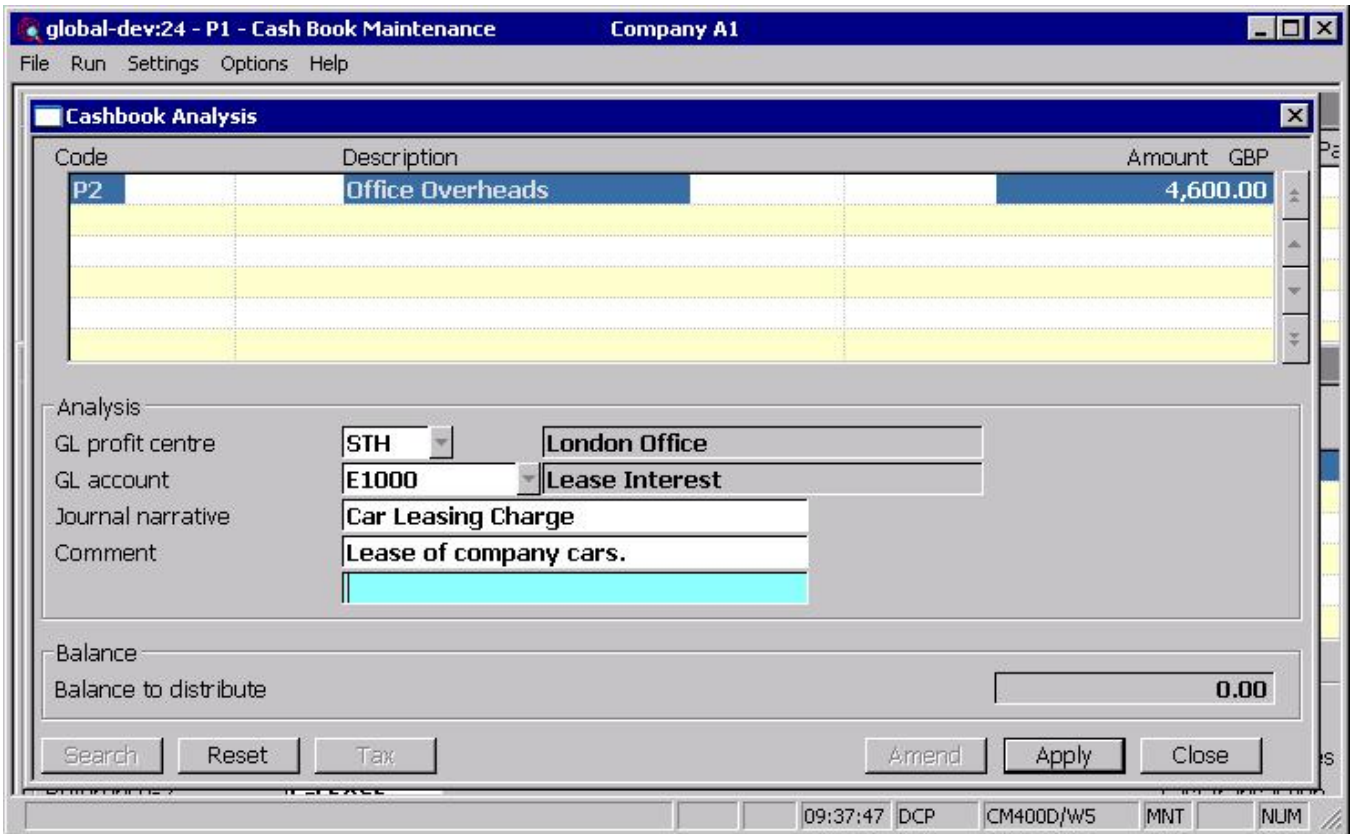 global-dev:24 - P1 - Cash Book Maintenance Company A1
File Run Settings Options Help
Cashbook Analysis
Code Description Amount GBP
P2 Office Overheads 4,600.00
Analysis
GL profit centre STH London Office
GL account E1000 Lease Interest
Journal narrative Car Leasing Charge
Comment Lease of company cars.
Balance
Balance to distribute 0.00
Search Reset Tax Amend Apply Close
09:37:47 DCP CM400D/W5 MNT NUM